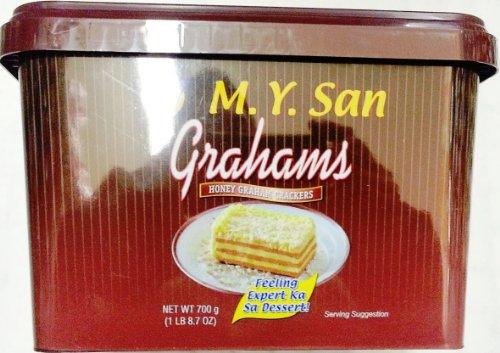 M. Y. San
Grahams
HONEY GRAHAM CRACKERS
Feeling
Expert Ka
Sa Dessert!
NET WT 700 g
(1 LB 8.7 OZ)
Serving Suggestion